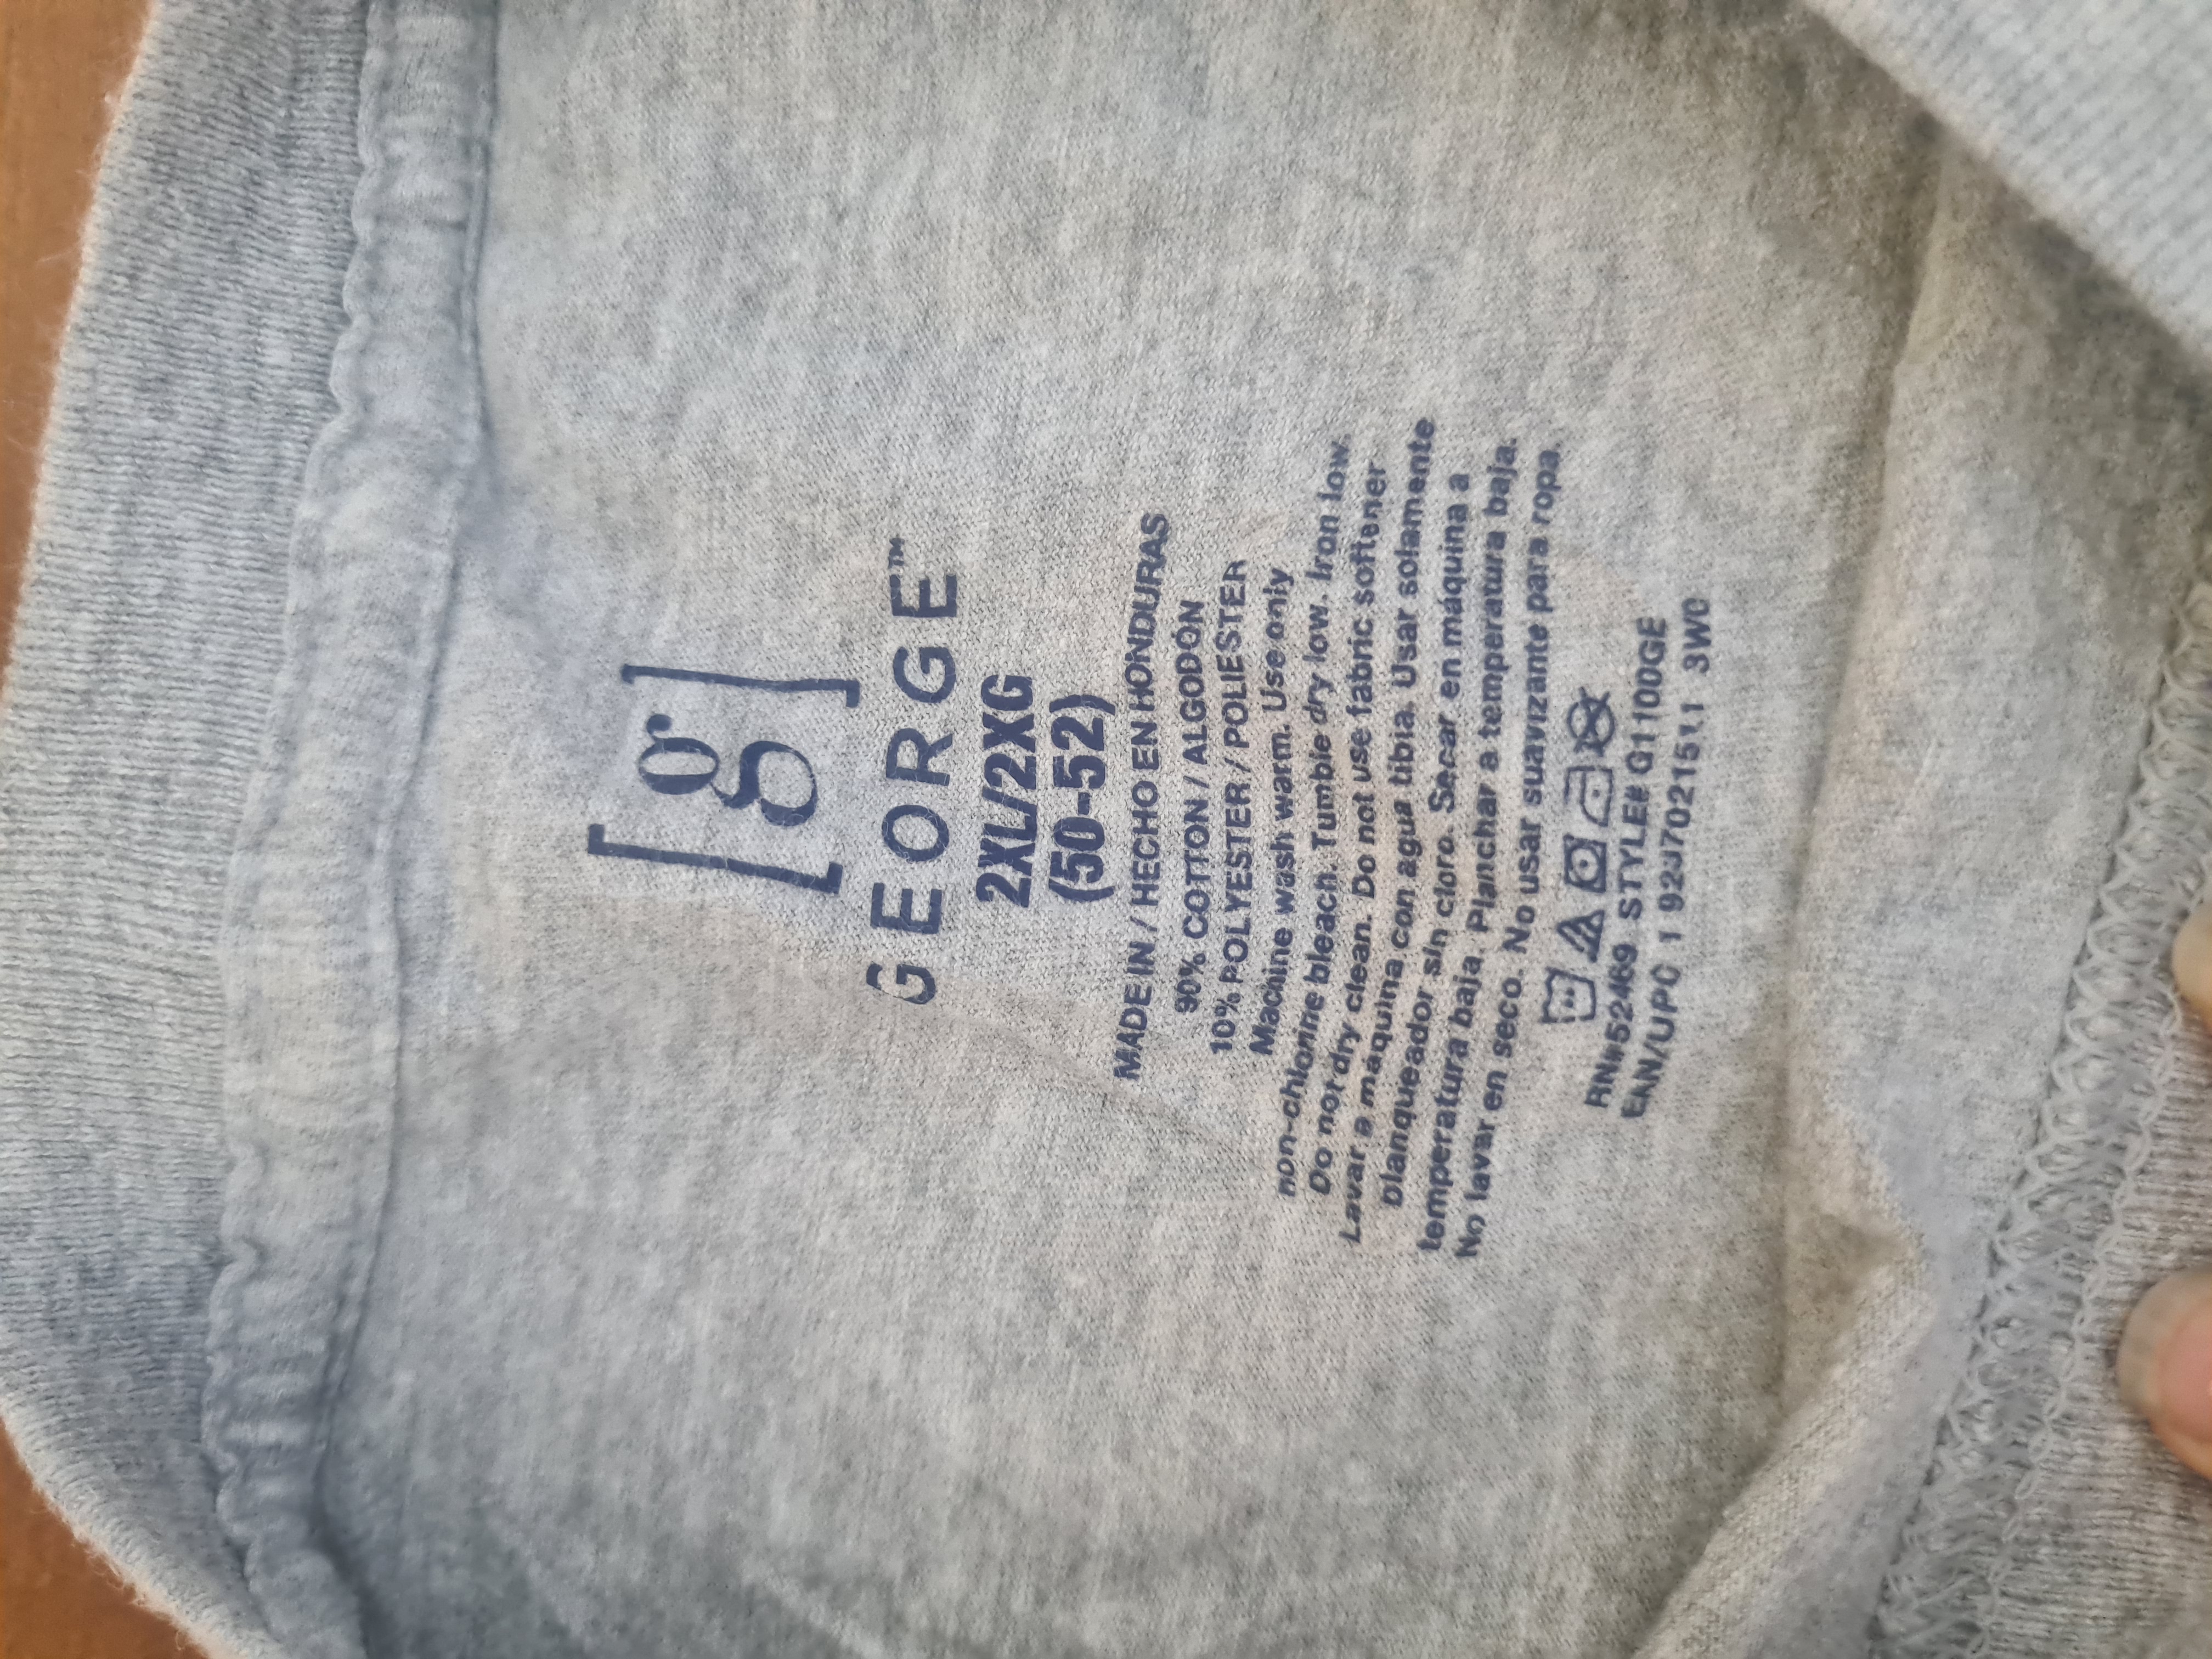 [g]
GEORGE™
2XL/2XG
(50-52)
MADE IN / HECHO EN HONDURAS
90% COTTON / ALGODÓN
10% POLYESTER / POLIESTER
Machine wash warm. Use only
non-chlorine bleach. Tumble dry low. Iron low.
Do not dry clean. Do not use fabric softener
Lavar a maquina con agua tibia. Usar solamente
blanqueador sin cloro. Secar en máquina a
temperatura baja. Planchar a temperatura baja.
No lavar en seco. No usar suavizante para ropa.
RN#52469 STYLE# G1100GE
EAN/UPC 1